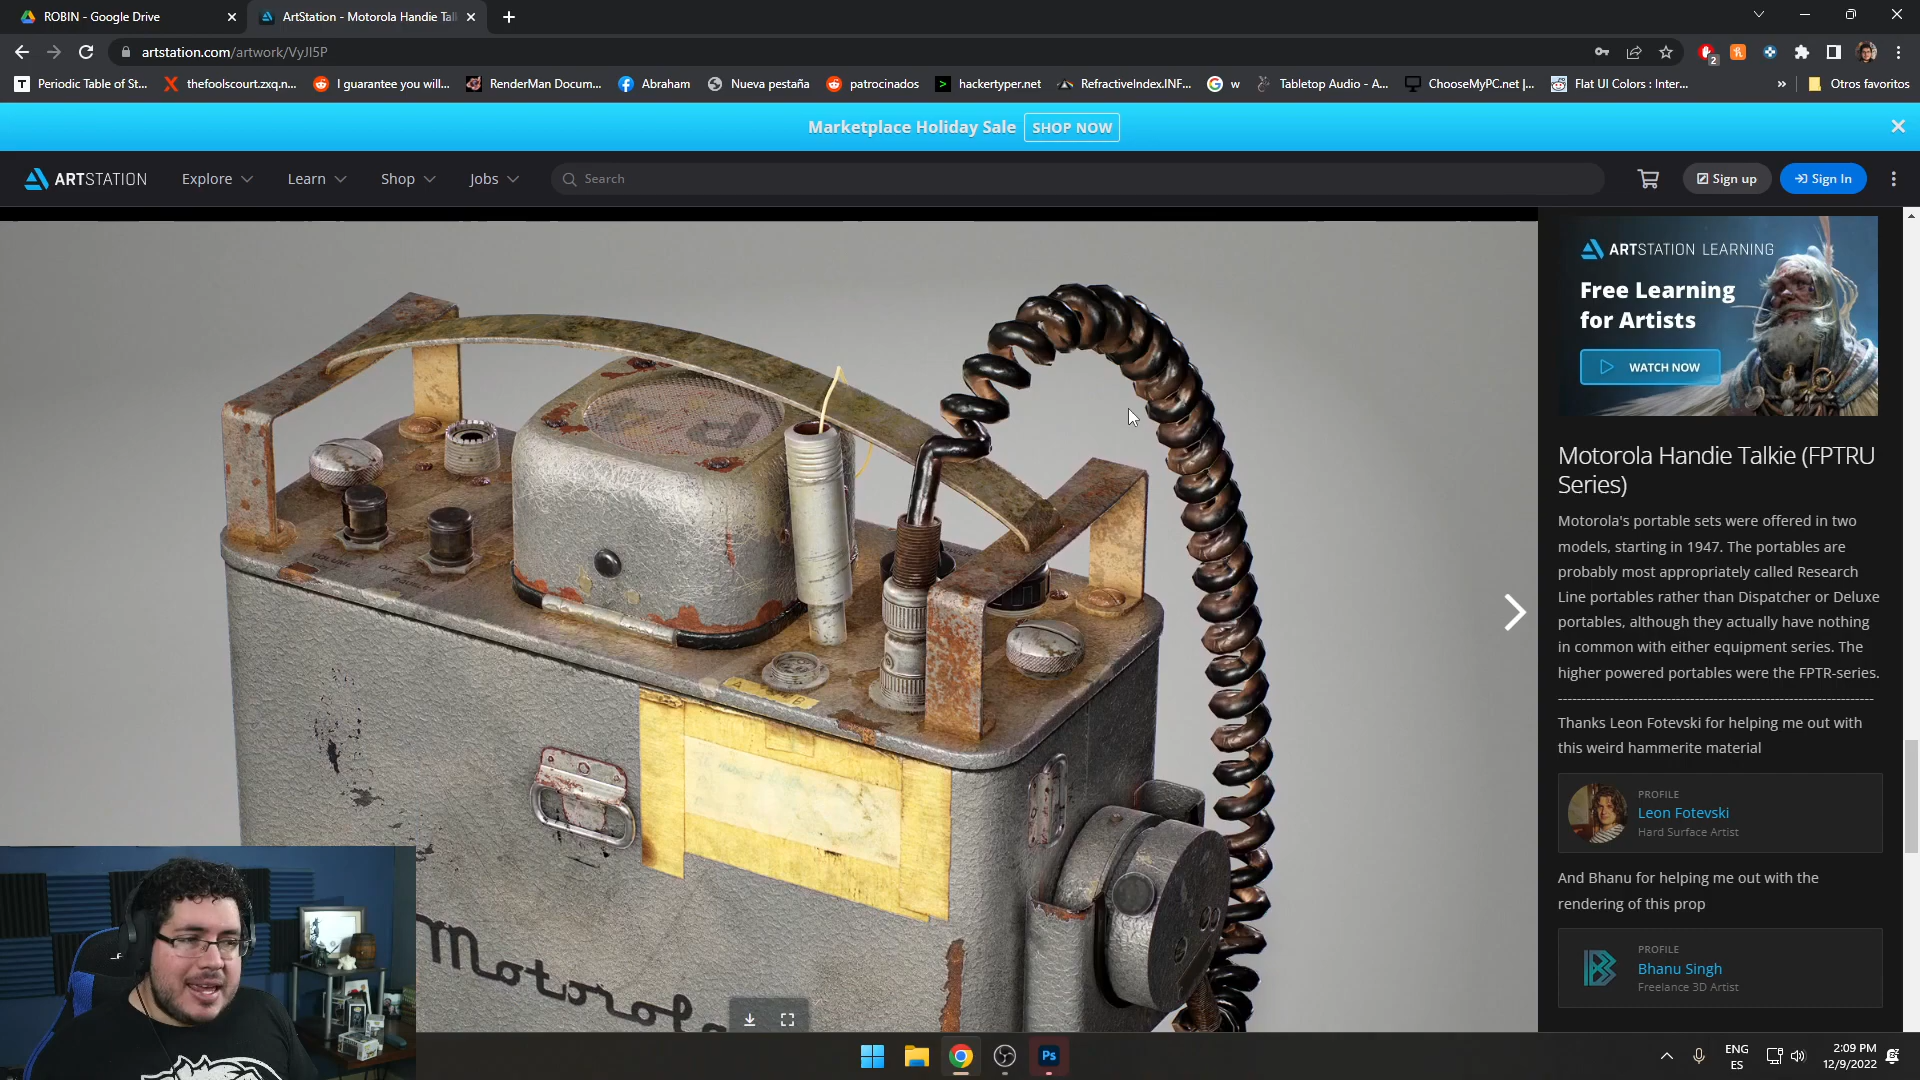 ROBIN - Google Drive
ArtStation - Motorola Handie Tal
artstation.com/artwork/VyJI5P
2
Periodic Table of St...
thefoolscourt.zxq.n...
I guarantee you will...
RenderMan Docum...
Abraham
Nueva pestaña
patrocinados
hackertyper.net
RefractiveIndex.INF...
w
Tabletop Audio - A...
ChooseMyPC.net |...
Flat UI Colors : Inter...
»
Otros favoritos
Marketplace Holiday Sale SHOP NOW
ARTSTATION
Explore
Learn
Shop
Jobs
Search
Sign up
Sign In
ARTSTATION LEARNING
Free Learning
for Artists
WATCH NOW
Motorola Handie Talkie (FPTRU
Series)
Motorola's portable sets were offered in two
models, starting in 1947. The portables are
probably most appropriately called Research
Line portables rather than Dispatcher or Deluxe
portables, although they actually have nothing
in common with either equipment series. The
higher powered portables were the FPTR-series.
----------------------------------------------------------------
Thanks Leon Fotevski for helping me out with
this weird hammerite material
PROFILE
Leon Fotevski
Hard Surface Artist
And Bhanu for helping me out with the
rendering of this prop
PROFILE
Bhanu Singh
Freelance 3D Artist
VOLUME
A
B
Motorola
Ps
ENG
ES
2:09 PM
12/9/2022